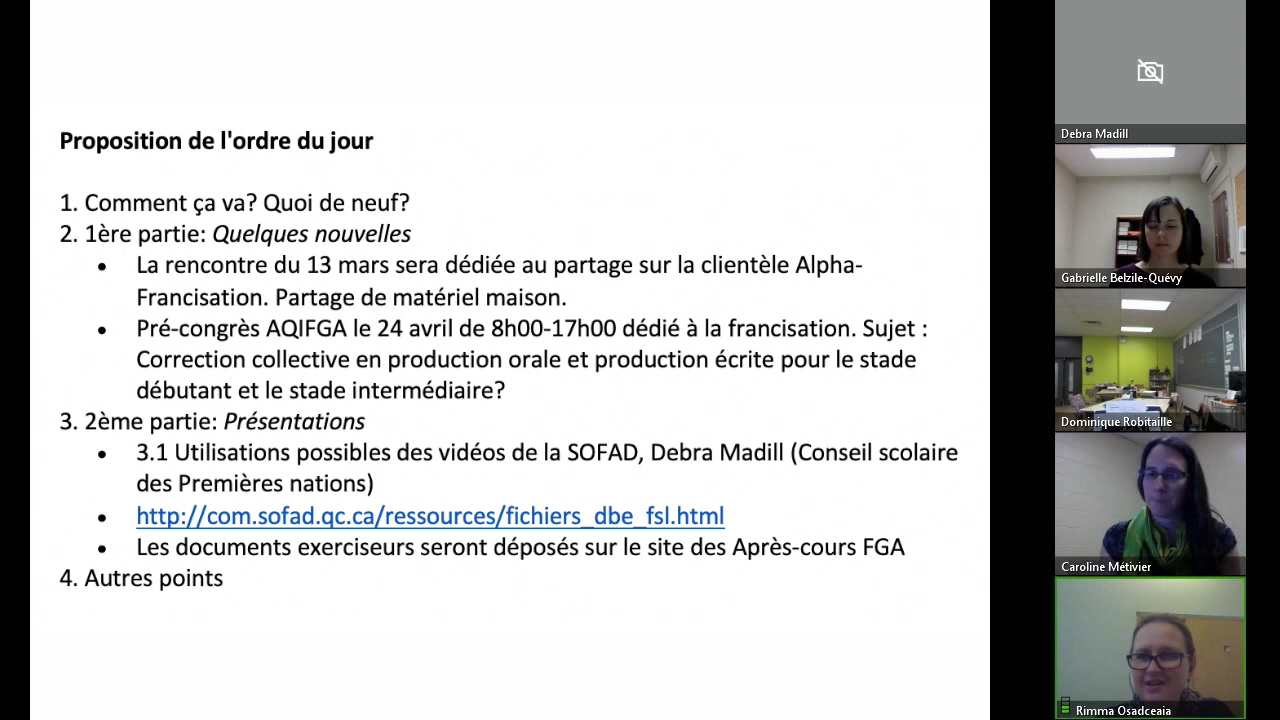 Proposition de l'ordre du jour
1. Comment ça va? Quoi de neuf?
2. 1ère partie: Quelques nouvelles
• La rencontre du 13 mars sera dédiée au partage sur la clientèle Alpha-
Francisation. Partage de matériel maison.
• Pré-congrès AQIFGA le 24 avril de 8h00-17h00 dédié à la francisation. Sujet :
Correction collective en production orale et production écrite pour le stade
débutant et le stade intermédiaire?
3. 2ème partie: Présentations
• 3.1 Utilisations possibles des vidéos de la SOFAD, Debra Madill (Conseil scolaire
des Premières nations)
• http://com.sofad.qc.ca/ressources/fichiers_dbe_fsl.html
• Les documents exerciseurs seront déposés sur le site des Après-cours FGA
4. Autres points
Debra Madill
Gabrielle Belzile-Quévy
Dominique Robitaille
Caroline Métivier
Rimma Osadceaia